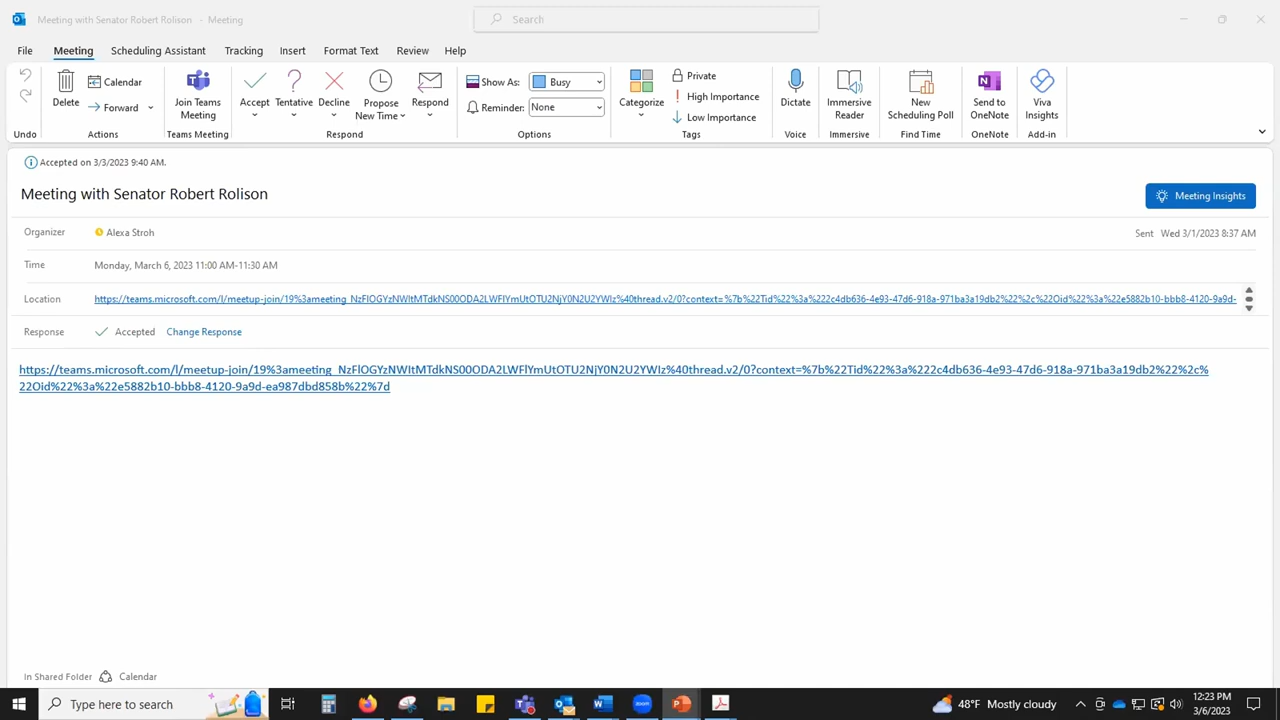 Meeting with Senator Robert Rolison - Meeting
Search
File Meeting Scheduling Assistant Tracking Insert Format Text Review Help
Delete
Calendar
Forward
Join Teams Meeting
Accept
Tentative
Decline
Propose New Time
Respond
Show As: Busy
Reminder: None
Categorize
Private
High Importance
Low Importance
Dictate
Immersive Reader
New Scheduling Poll
Send to OneNote
Viva Insights
Undo Actions Teams Meeting Respond Options Tags Voice Immersive Find Time OneNote Add-in
Accepted on 3/3/2023 9:40 AM.
Meeting with Senator Robert Rolison
Meeting Insights
Organizer Alexa Stroh
Sent Wed 3/1/2023 8:37 AM
Time Monday, March 6, 2023 11:00 AM-11:30 AM
Location https://teams.microsoft.com/l/meetup-join/19%3ameeting_NzFlOGYzNWItMTdkNS00ODA2LWFlYmUtOTU2NjY0N2U2YWIz%40thread.v2/0?context=%7b%22Tid%22%3a%222c4db636-4e93-47d6-918a-971ba3a19db2%22%2c%22Oid%22%3a%22e5882b10-bbb8-4120-9a9d-
Response Accepted Change Response
https://teams.microsoft.com/l/meetup-join/19%3ameeting_NzFlOGYzNWItMTdkNS00ODA2LWFlYmUtOTU2NjY0N2U2YWIz%40thread.v2/0?context=%7b%22Tid%22%3a%222c4db636-4e93-47d6-918a-971ba3a19db2%22%2c%
22Oid%22%3a%22e5882b10-bbb8-4120-9a9d-ea987dbd858b%22%7d
In Shared Folder Calendar
Type here to search
zoom
48°F Mostly cloudy
12:23 PM
3/6/2023